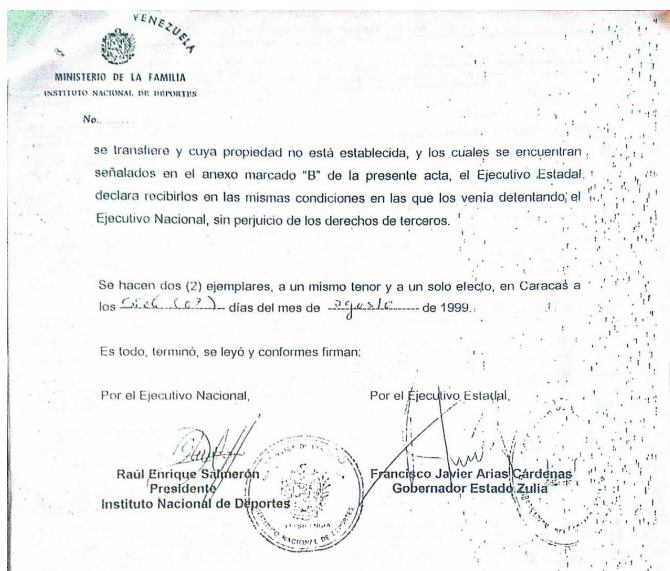 VENEZUELA
MINISTERIO DE LA FAMILIA
INSTITUTO NACIONAL DE DEPORTES
No.
se transfiere y cuya propiedad no está establecida, y los cuales se encuentran
señalados en el anexo marcado "B" de la presente acta, el Ejecutivo Estadal
declara recibirlos en las mismas condiciones en las que los venía detentando, el
Ejecutivo Nacional, sin perjuicio de los derechos de terceros.
Se hacen dos (2) ejemplares, a un mismo tenor y a un solo efecto, en Caracas a
los Siete (07) días del mes de agosto de 1999.
Es todo, terminó, se leyó y conformes firman:
Por el Ejecutivo Nacional,
Por el Ejecutivo Estadal,
Raúl Enrique Salmerón
Presidente
Instituto Nacional de Deportes
Francisco Javier Arias Cárdenas
Gobernador Estado Zulia
INSTITUTO NACIONAL DE DEPORTES